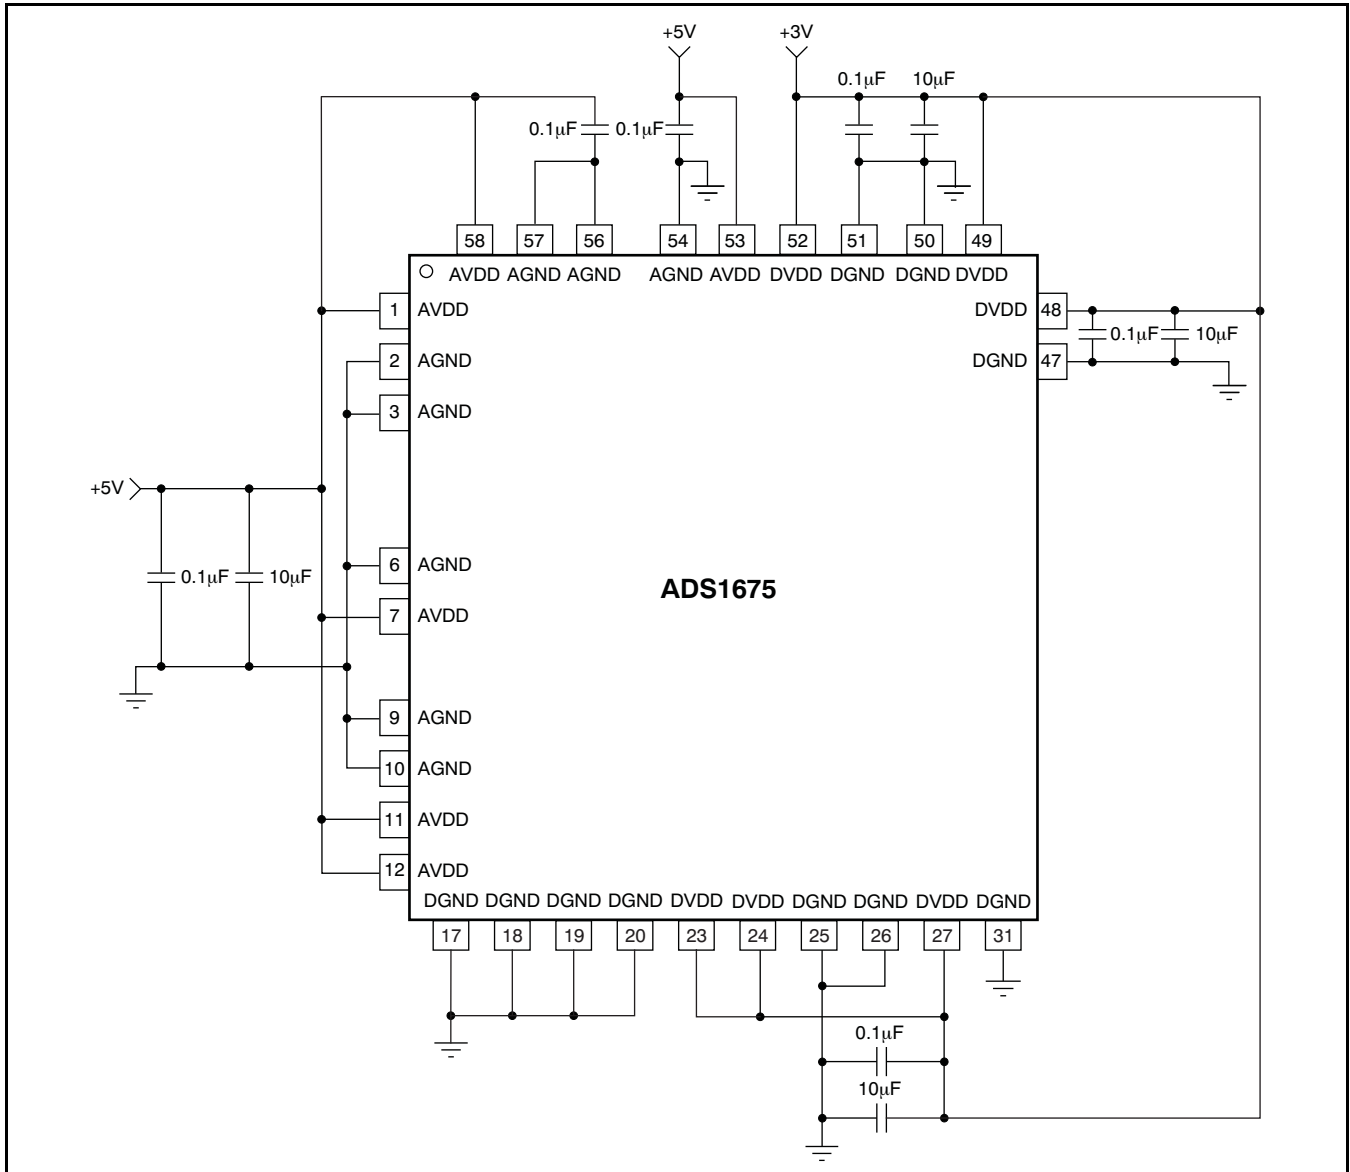 +5V +3V
0.1μF 10μF
0.1μF 0.1μF
58 57 56 54 53 52 51 50 49
AVDD AGND AGND AGND AVDD DVDD DGND DGND DVDD
1 AVDD DVDD 48
0.1μF 10μF
2 AGND DGND 47
3 AGND
+5V
6 AGND
0.1μF 10μF
ADS1675
7 AVDD
9 AGND
10 AGND
11 AVDD
12 AVDD
DGND DGND DGND DGND DVDD DVDD DGND DGND DVDD DGND
17 18 19 20 23 24 25 26 27 31
0.1μF
10μF